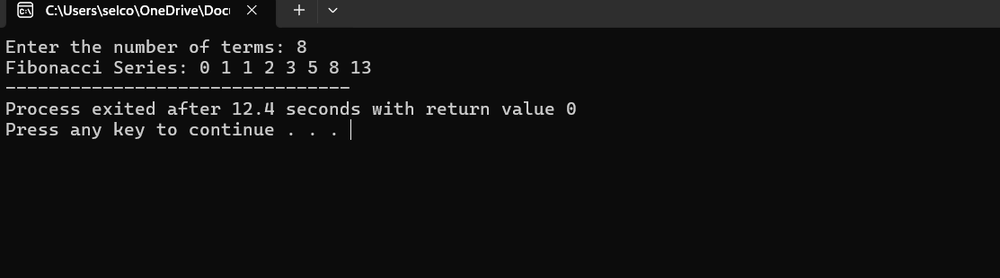 C:\Users\selco\OneDrive\Doc
Enter the number of terms: 8
Fibonacci Series: 0 1 1 2 3 5 8 13
--------------------------------
Process exited after 12.4 seconds with return value 0
Press any key to continue . . .